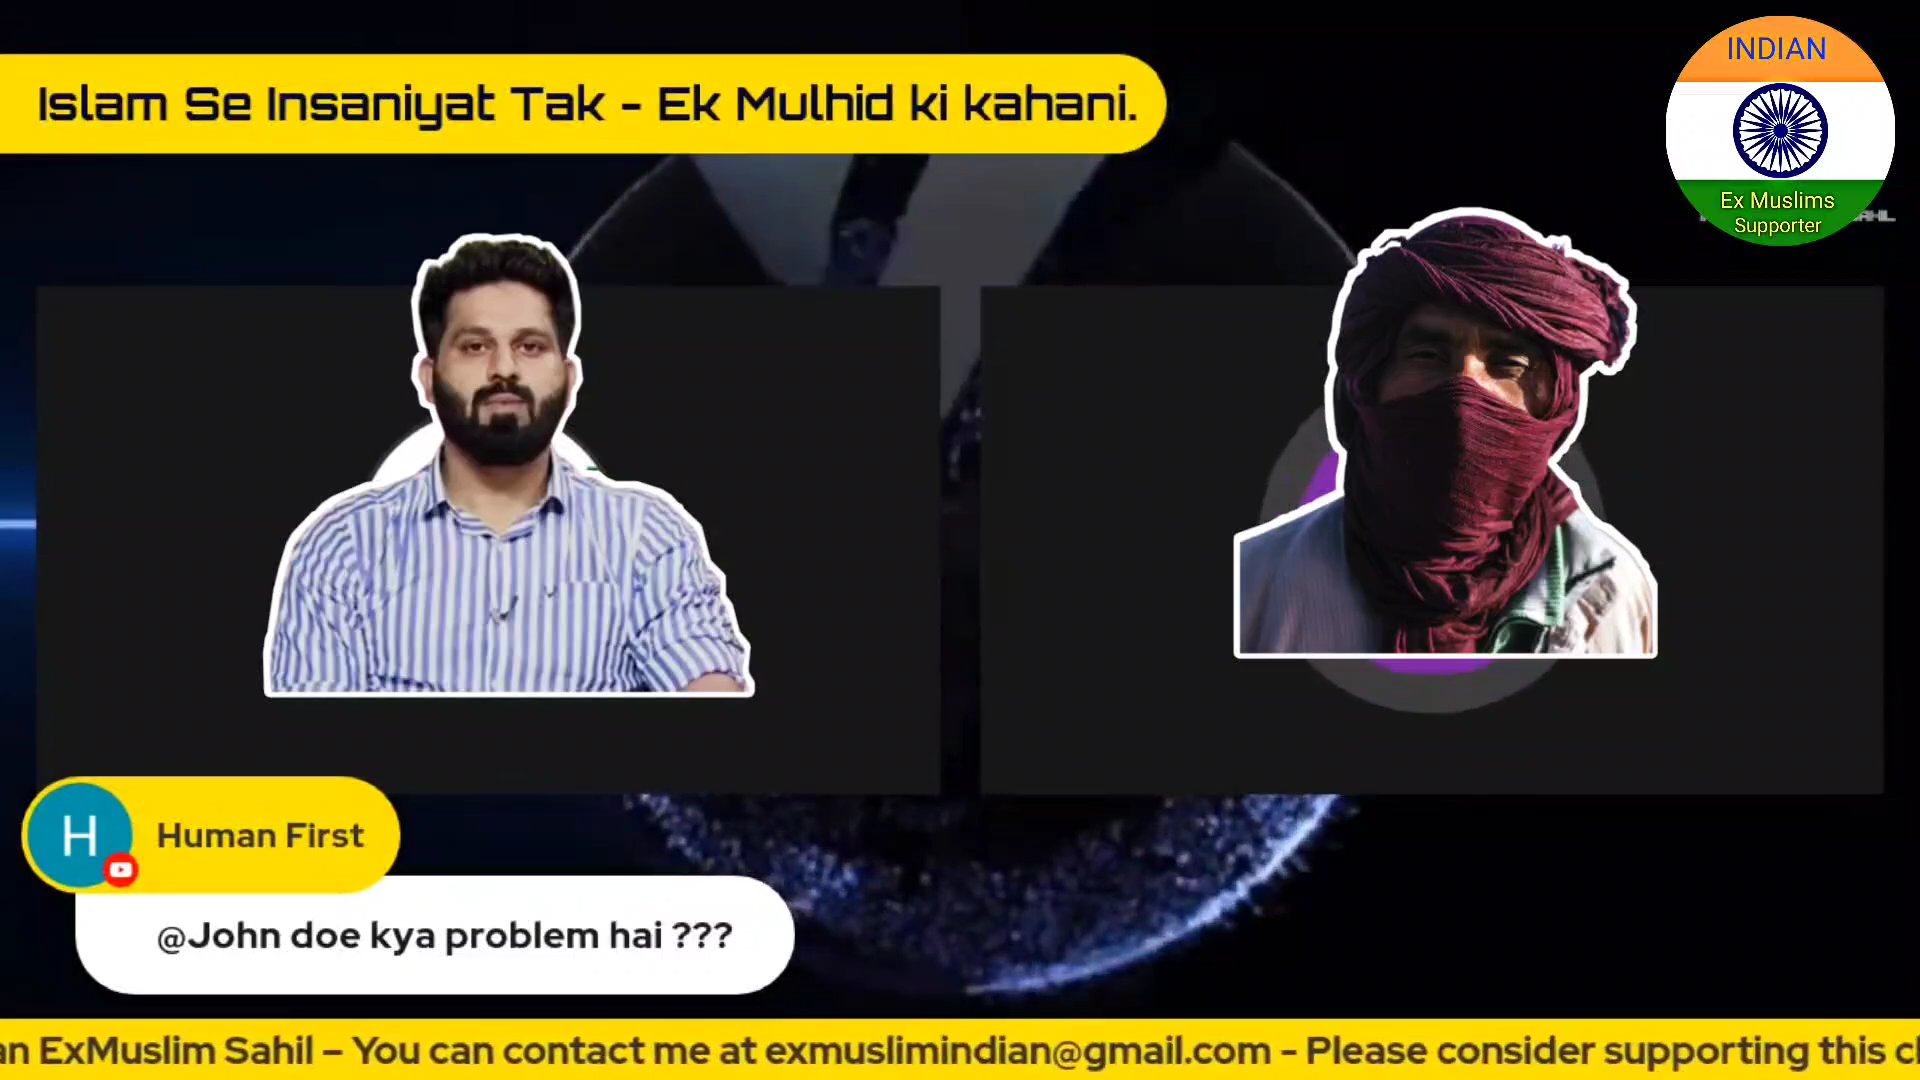 Islam Se Insaniyat Tak - Ek Mulhid ki kahani.
INDIAN
Ex Muslims
Supporter
H
Human First
@John doe kya problem hai ???
an ExMuslim Sahil – You can contact me at exmuslimindian@gmail.com - Please consider supporting this